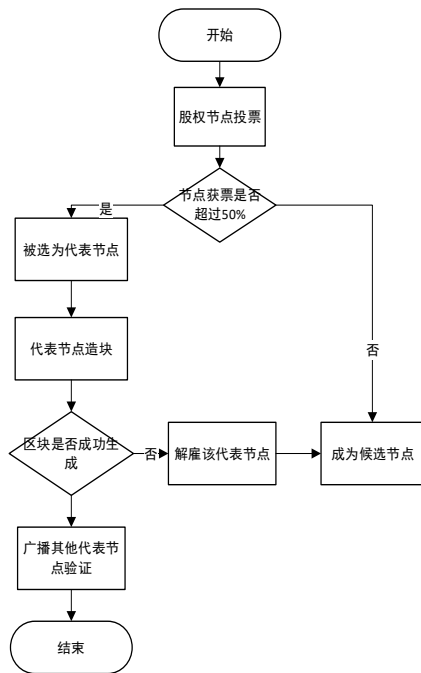 开始
股权节点投票
节点获票是否
超过50%
是
被选为代表节点
代表节点造块
否
区块是否成功生
成
否
解雇该代表节点
成为候选节点
广播其他代表节
点验证
结束